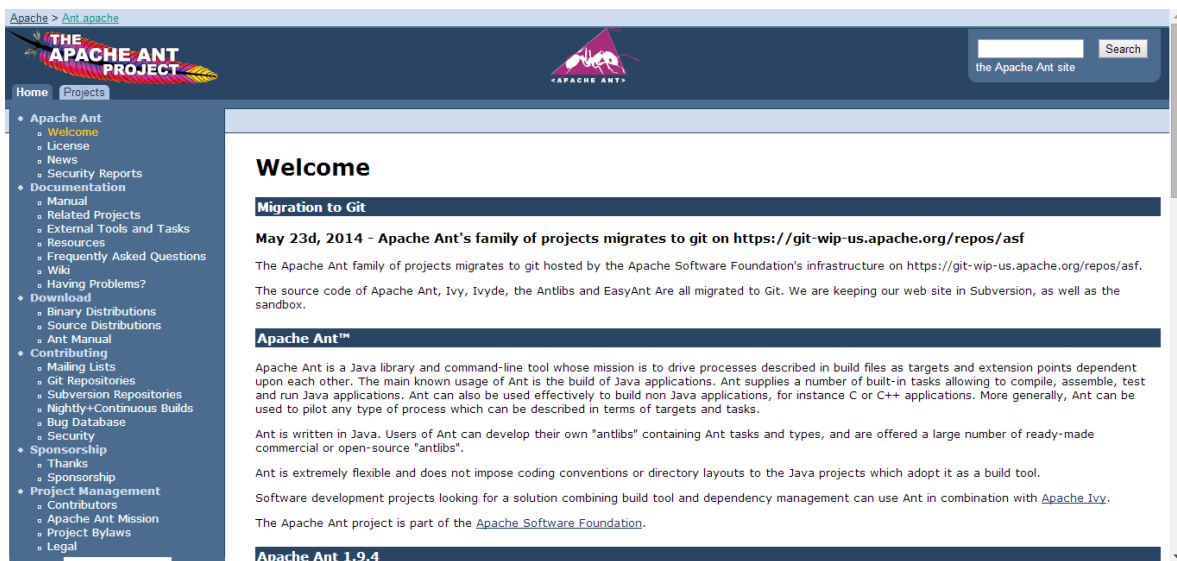 Apache > Ant.apache
THE
APACHE ANT
PROJECT
<APACHE ANT>
Search
the Apache Ant site
Home
Projects
Apache Ant
Welcome
License
News
Security Reports
Documentation
Manual
Related Projects
External Tools and Tasks
Resources
Frequently Asked Questions
Wiki
Having Problems?
Download
Binary Distributions
Source Distributions
Ant Manual
Contributing
Mailing Lists
Git Repositories
Subversion Repositories
Nightly+Continuous Builds
Bug Database
Security
Sponsorship
Thanks
Sponsorship
Project Management
Contributors
Apache Ant Mission
Project Bylaws
Legal
Welcome
Migration to Git
May 23d, 2014 - Apache Ant's family of projects migrates to git on https://git-wip-us.apache.org/repos/asf
The Apache Ant family of projects migrates to git hosted by the Apache Software Foundation's infrastructure on https://git-wip-us.apache.org/repos/asf.
The source code of Apache Ant, Ivy, Ivyde, the Antlibs and EasyAnt Are all migrated to Git. We are keeping our web site in Subversion, as well as the
sandbox.
Apache Ant™
Apache Ant is a Java library and command-line tool whose mission is to drive processes described in build files as targets and extension points dependent
upon each other. The main known usage of Ant is the build of Java applications. Ant supplies a number of built-in tasks allowing to compile, assemble, test
and run Java applications. Ant can also be used effectively to build non Java applications, for instance C or C++ applications. More generally, Ant can be
used to pilot any type of process which can be described in terms of targets and tasks.
Ant is written in Java. Users of Ant can develop their own "antlibs" containing Ant tasks and types, and are offered a large number of ready-made
commercial or open-source "antlibs".
Ant is extremely flexible and does not impose coding conventions or directory layouts to the Java projects which adopt it as a build tool.
Software development projects looking for a solution combining build tool and dependency management can use Ant in combination with Apache Ivy.
The Apache Ant project is part of the Apache Software Foundation.
Apache Ant 1.9.4